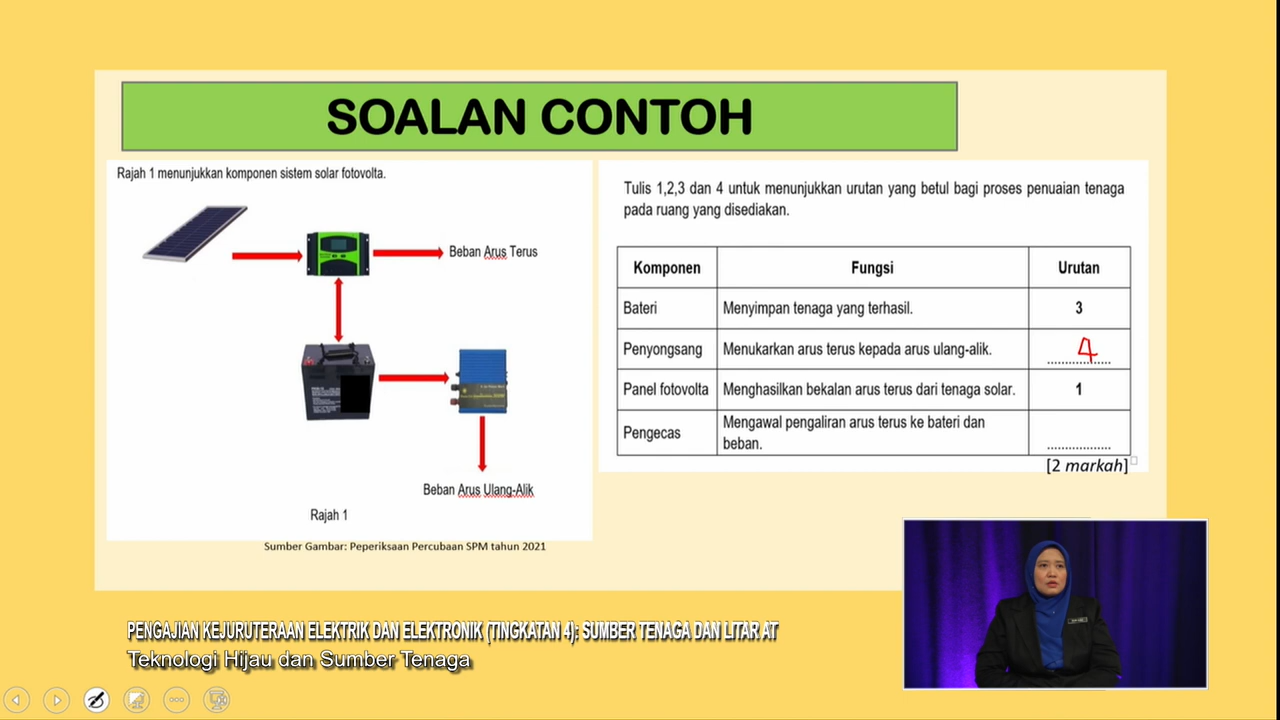 SOALAN CONTOH
Rajah 1 menunjukkan komponen sistem solar fotovolta.
Beban Arus Terus
Beban Arus Ulang-Alik
Rajah 1
Sumber Gambar: Peperiksaan Percubaan SPM tahun 2021
Tulis 1,2,3 dan 4 untuk menunjukkan urutan yang betul bagi proses penuaian tenaga
pada ruang yang disediakan.
Komponen Fungsi Urutan
Bateri Menyimpan tenaga yang terhasil. 3
Penyongsang Menukarkan arus terus kepada arus ulang-alik. 4
Panel fotovolta Menghasilkan bekalan arus terus dari tenaga solar. 1
Pengecas Mengawal pengaliran arus terus ke bateri dan
beban. ..................
[2 markah]
PENGAJIAN KEJURUTERAAN ELEKTRIK DAN ELEKTRONIK (TINGKATAN 4): SUMBER TENAGA DAN LITAR AT
Teknologi Hijau dan Sumber Tenaga